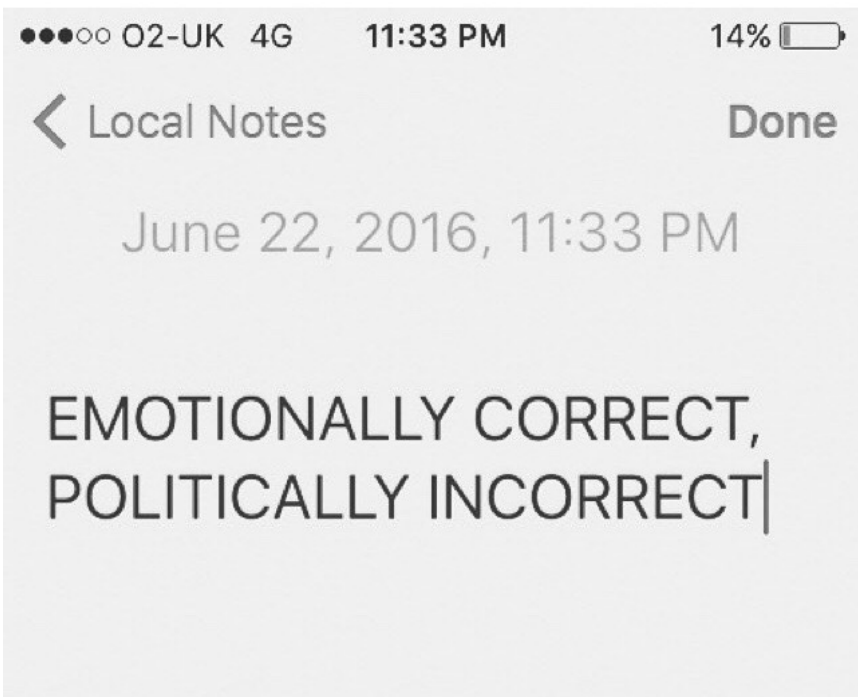 ●●●○○ O2-UK 4G 11:33 PM 14%
Local Notes Done
June 22, 2016, 11:33 PM
EMOTIONALLY CORRECT,
POLITICALLY INCORRECT